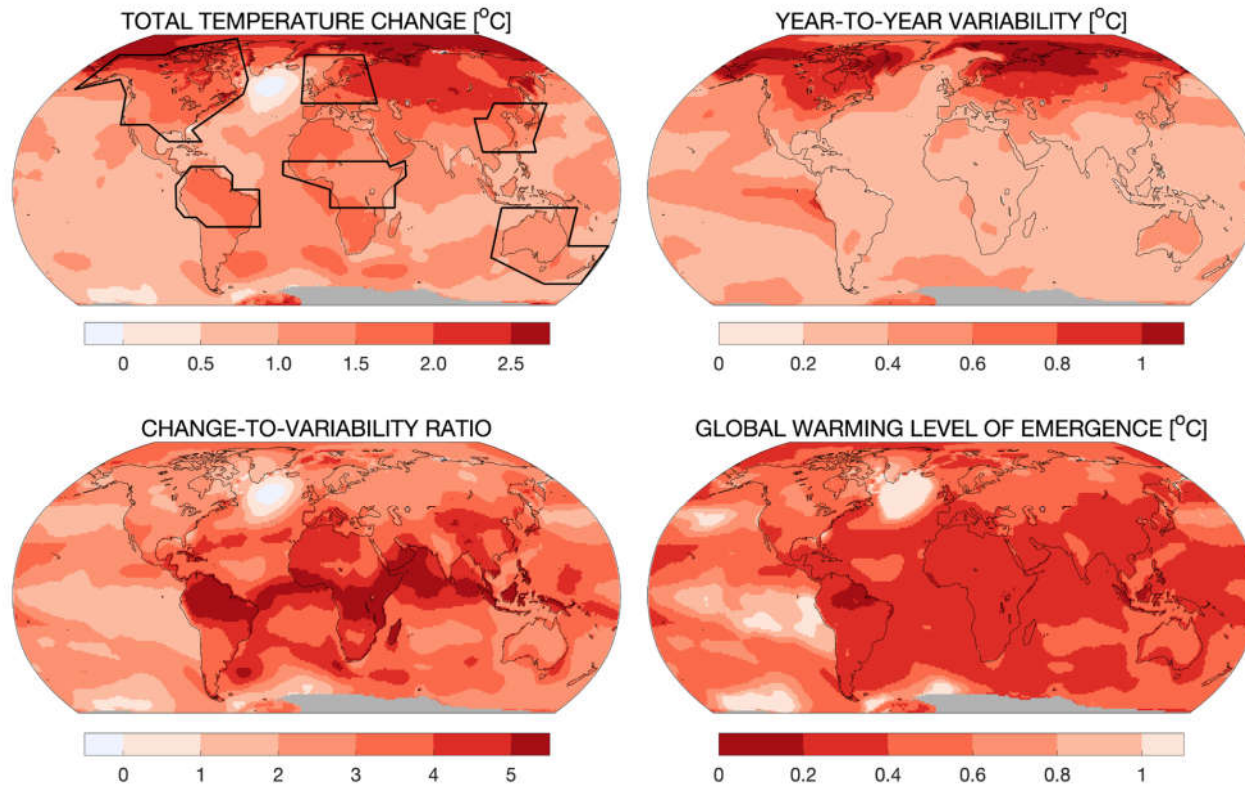 TOTAL TEMPERATURE CHANGE [°C]
YEAR-TO-YEAR VARIABILITY [°C]
0 0.5 1.0 1.5 2.0 2.5
0 0.2 0.4 0.6 0.8 1
CHANGE-TO-VARIABILITY RATIO
GLOBAL WARMING LEVEL OF EMERGENCE [°C]
0 1 2 3 4 5
0 0.2 0.4 0.6 0.8 1